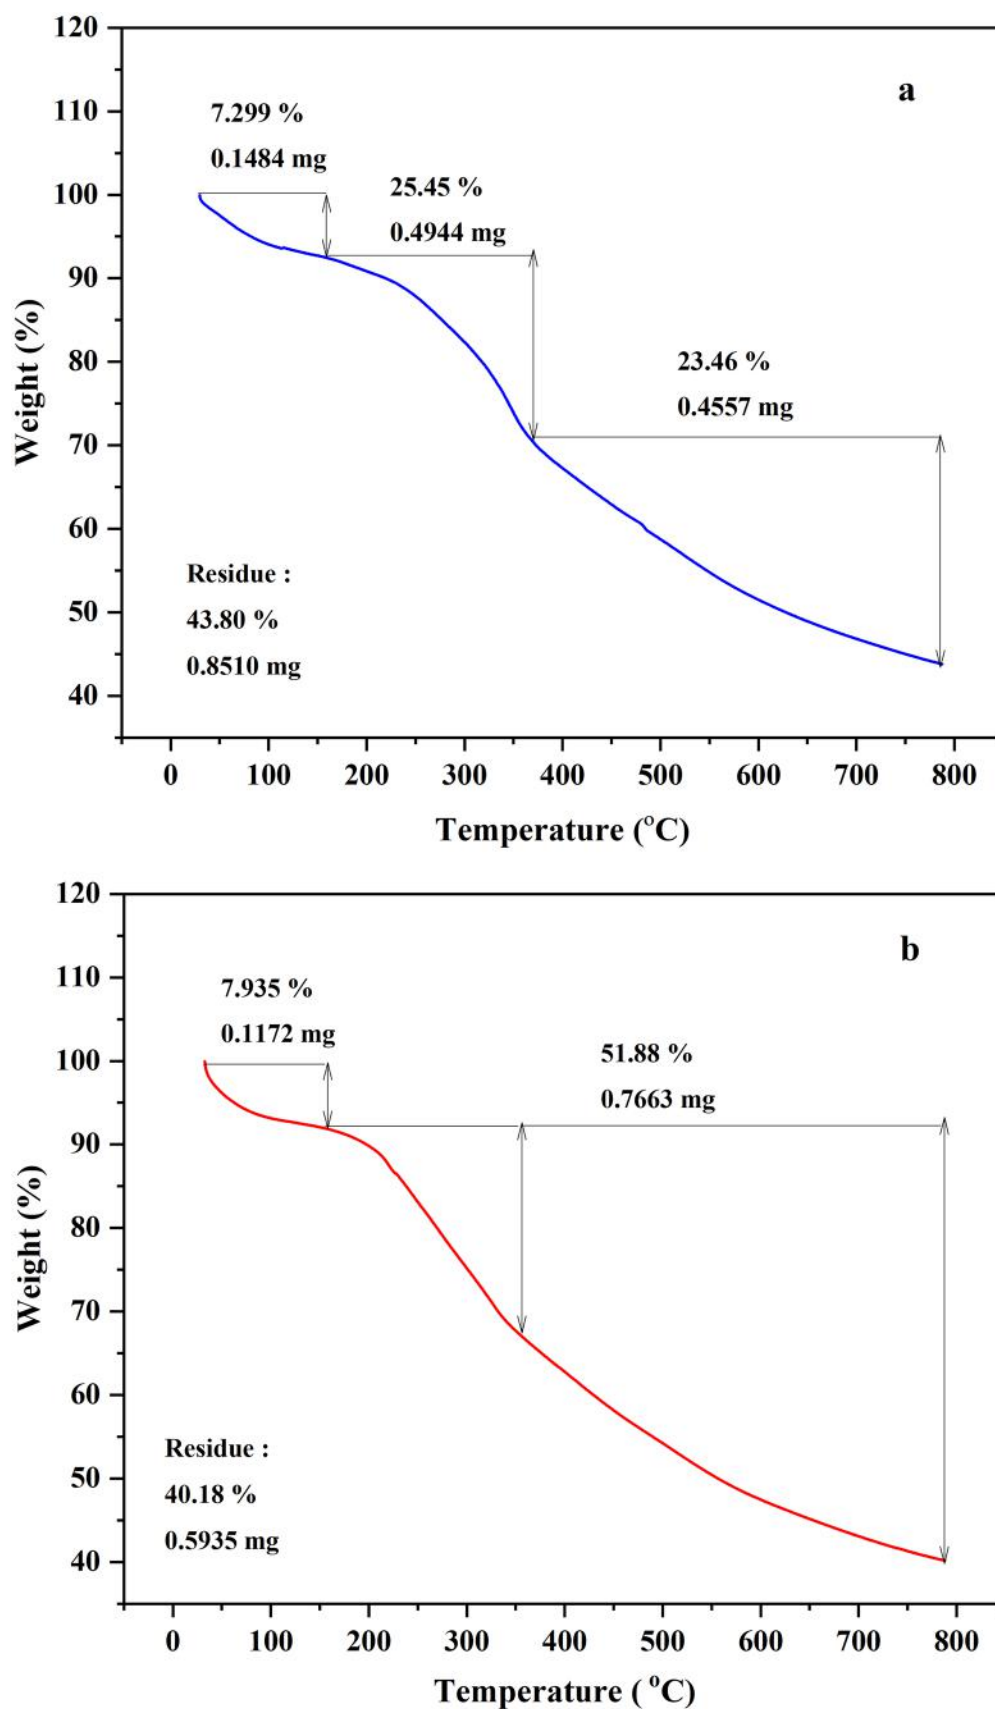 a
7.299 %
0.1484 mg
25.45 %
0.4944 mg
23.46 %
0.4557 mg
Residue :
43.80 %
0.8510 mg
Weight (%)
120
110
100
90
80
70
60
50
40
0 100 200 300 400 500 600 700 800
Temperature (°C)
b
7.935 %
0.1172 mg
51.88 %
0.7663 mg
Residue :
40.18 %
0.5935 mg
Weight (%)
120
110
100
90
80
70
60
50
40
0 100 200 300 400 500 600 700 800
Temperature ( °C)